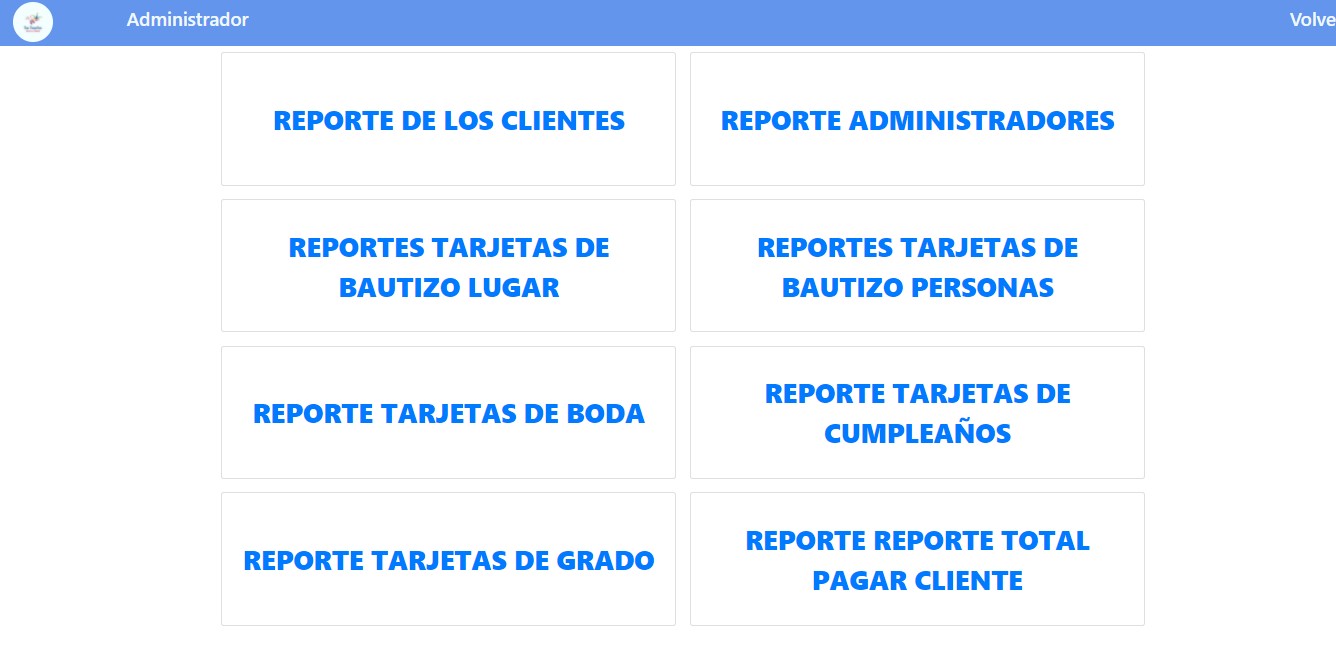 Administrador
Volve
REPORTE DE LOS CLIENTES
REPORTE ADMINISTRADORES
REPORTES TARJETAS DE
BAUTIZO LUGAR
REPORTES TARJETAS DE
BAUTIZO PERSONAS
REPORTE TARJETAS DE BODA
REPORTE TARJETAS DE
CUMPLEAÑOS
REPORTE TARJETAS DE GRADO
REPORTE REPORTE TOTAL
PAGAR CLIENTE